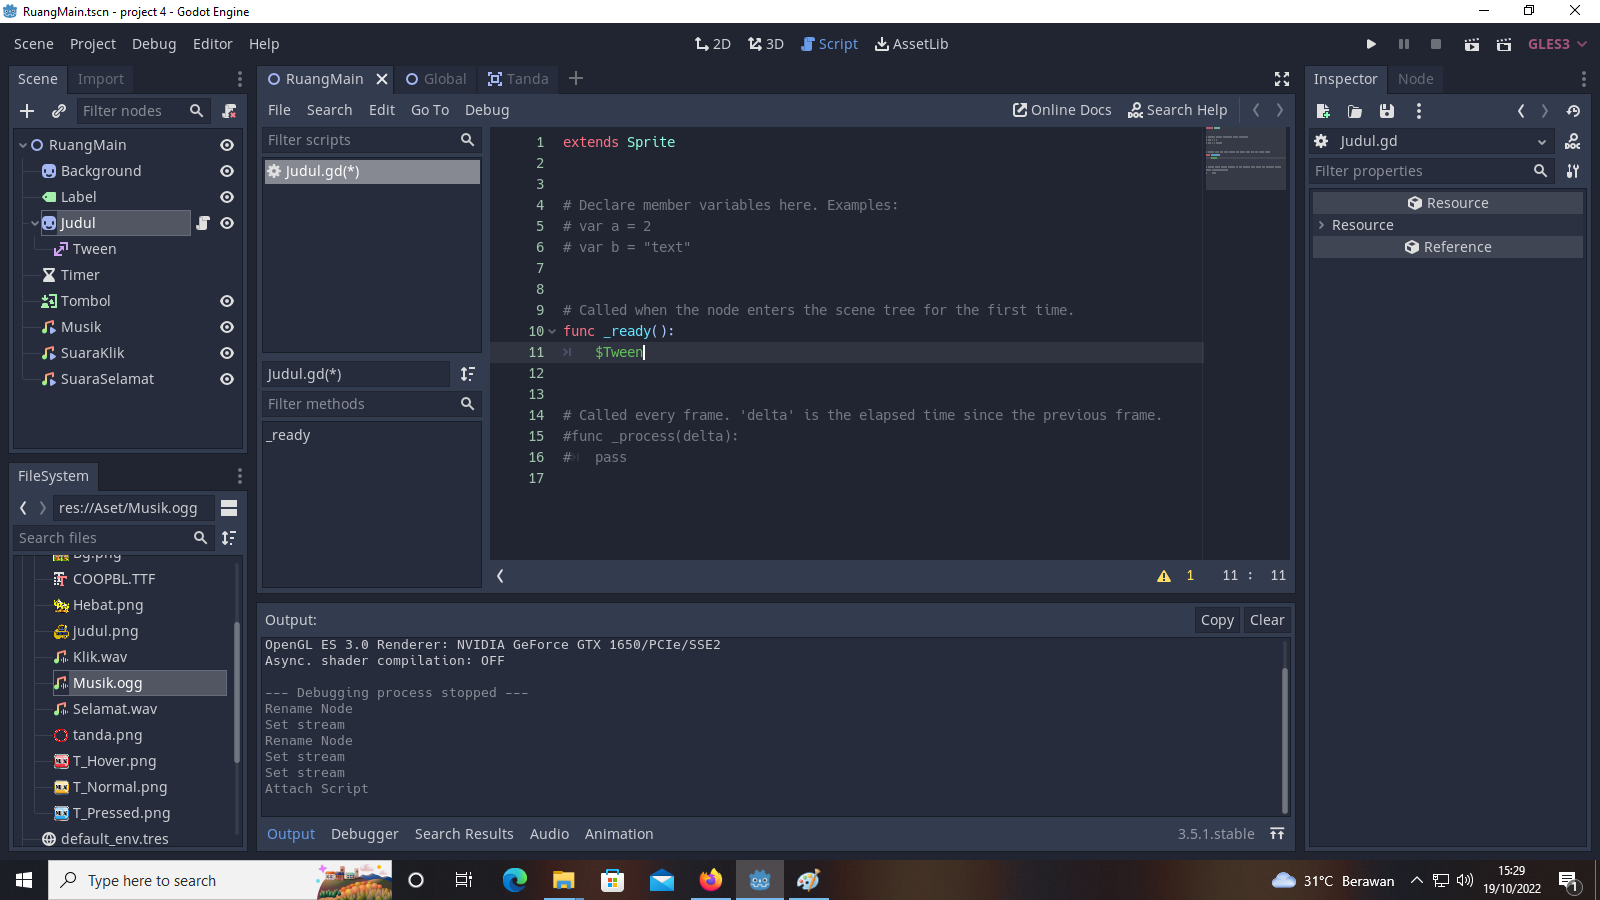 RuangMain.tscn - project 4 - Godot Engine
Scene Project Debug Editor Help
2D 3D Script AssetLib
GLES3
Scene Import
Filter nodes
RuangMain
Background
Label
Judul
Tween
Timer
Tombol
Musik
SuaraKlik
SuaraSelamat
FileSystem
res://Aset/Musik.ogg
Search files
Bg.png
COOPBL.TTF
Hebat.png
judul.png
Klik.wav
Musik.ogg
Selamat.wav
tanda.png
T_Hover.png
T_Normal.png
T_Pressed.png
default_env.tres
RuangMain Global Tanda
File Search Edit Go To Debug
Online Docs Search Help
Filter scripts
Judul.gd(*)
Judul.gd(*)
Filter methods
_ready
1 extends Sprite
2
3
4 # Declare member variables here. Examples:
5 # var a = 2
6 # var b = "text"
7
8
9 # Called when the node enters the scene tree for the first time.
10 func _ready():
11 $Tween
12
13
14 # Called every frame. 'delta' is the elapsed time since the previous frame.
15 #func _process(delta):
16 # pass
17
1 11 : 11
Output:
Copy Clear
OpenGL ES 3.0 Renderer: NVIDIA GeForce GTX 1650/PCIe/SSE2
Async. shader compilation: OFF
--- Debugging process stopped ---
Rename Node
Set stream
Rename Node
Set stream
Set stream
Attach Script
Output Debugger Search Results Audio Animation
3.5.1.stable
Inspector Node
Judul.gd
Filter properties
Resource
Resource
Reference
Type here to search
31°C Berawan
15:29
19/10/2022
1